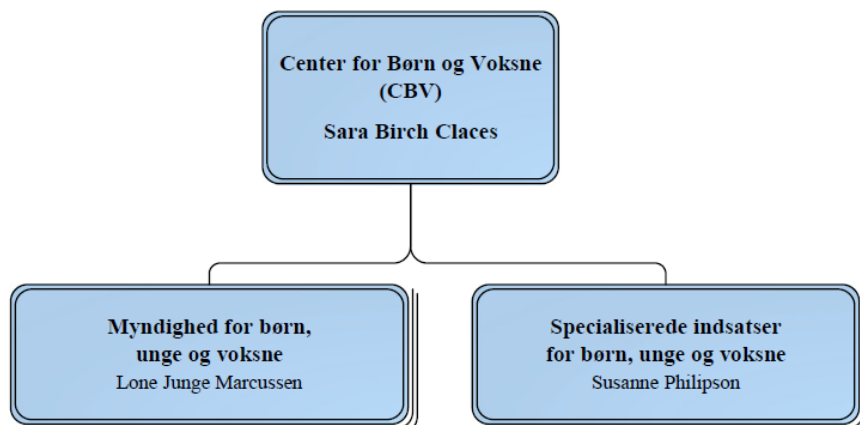 Center for Børn og Voksne
(CBV)
Sara Birch Claces
Myndighed for børn,
unge og voksne
Lone Junge Marcussen
Specialiserede indsatser
for børn, unge og voksne
Susanne Philipson